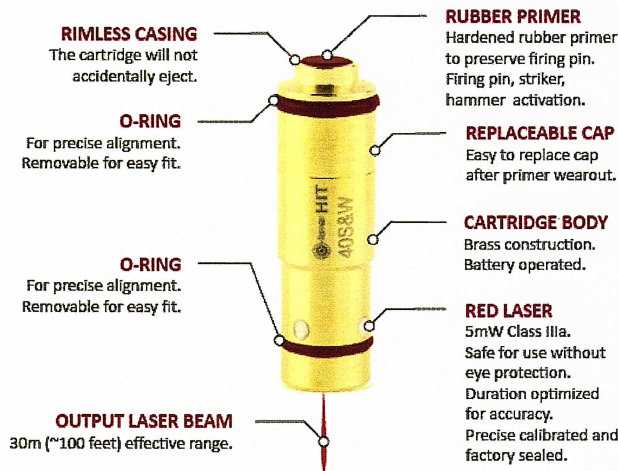 RIMLESS CASING
The cartridge will not
accidentally eject.
O-RING
For precise alignment.
Removable for easy fit.
O-RING
For precise alignment.
Removable for easy fit.
OUTPUT LASER BEAM
30m (~100 feet) effective range.
HIT
40S&W
RUBBER PRIMER
Hardened rubber primer
to preserve firing pin.
Firing pin, striker,
hammer activation.
REPLACEABLE CAP
Easy to replace cap
after primer wearout.
CARTRIDGE BODY
Brass construction.
Battery operated.
RED LASER
5mW Class IIIa.
Safe for use without
eye protection.
Duration optimized
for accuracy.
Precise calibrated and
factory sealed.